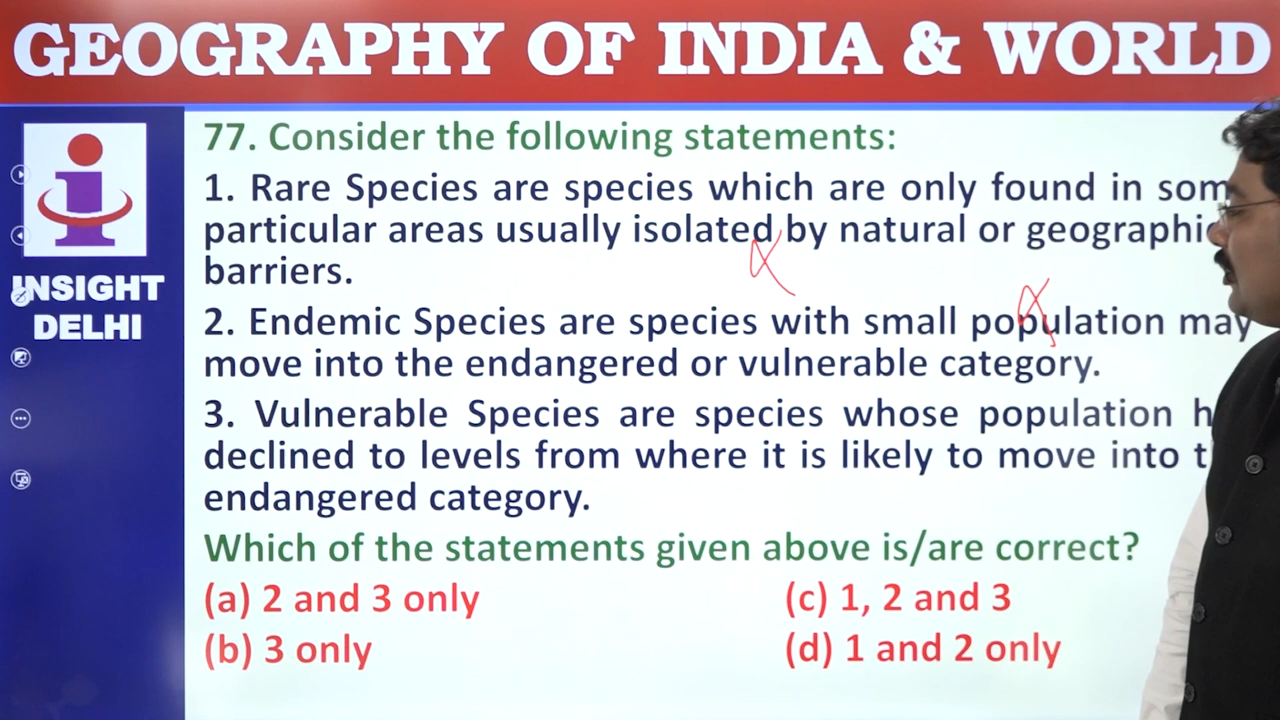 GEOGRAPHY OF INDIA & WORLD
INSIGHT
DELHI
77. Consider the following statements:
1. Rare Species are species which are only found in
particular areas usually isolated by natural or
barriers.
2. Endemic Species are species with small population may
move into the endangered or vulnerable category.
3. Vulnerable Species are species whose population
declined to levels from where it is likely to move into
endangered category.
Which of the statements given above is/are correct?
(a) 2 and 3 only
(c) 1, 2 and 3
(b) 3 only
(d) 1 and 2 only